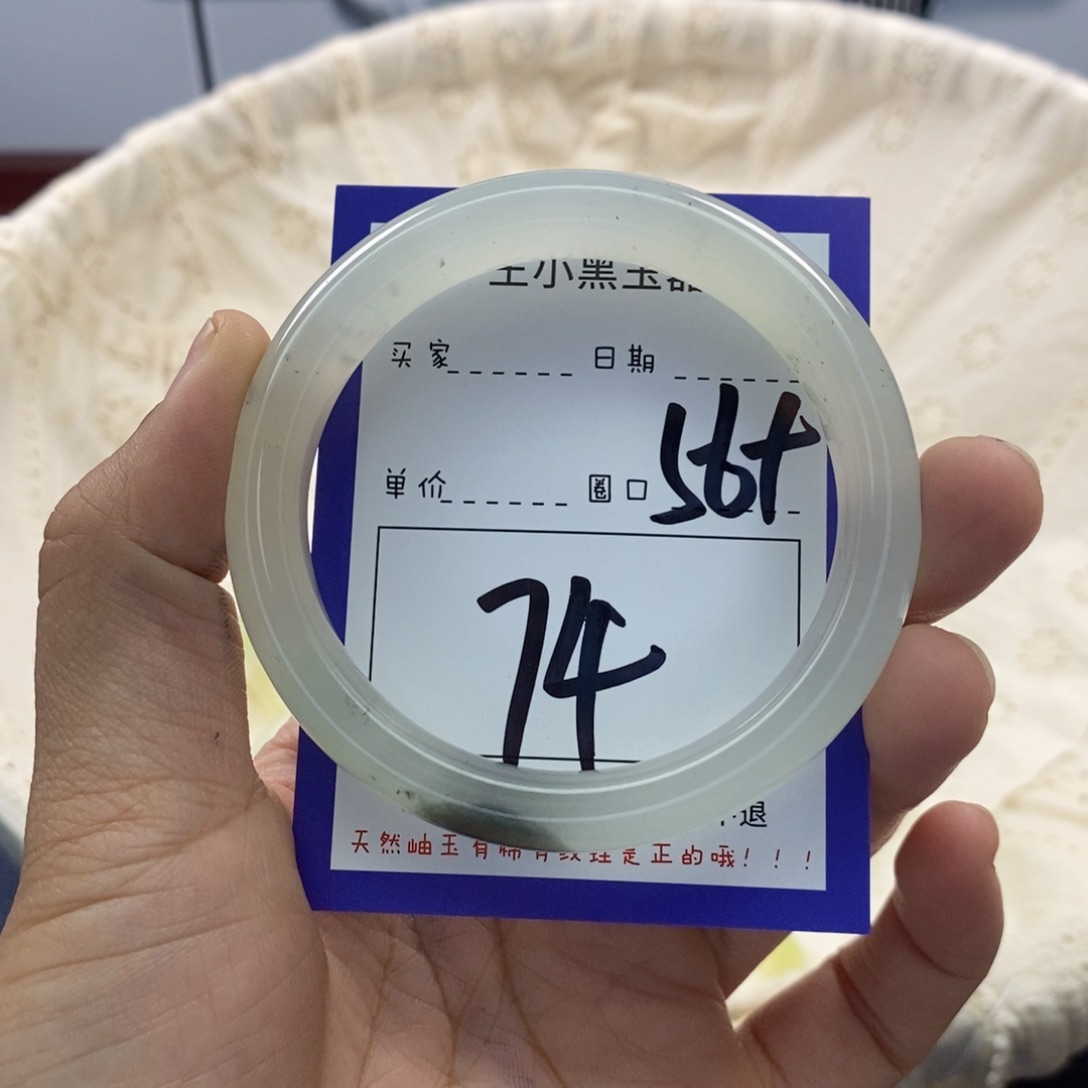 王小黑玉器
买家 日期
单价 圈口 56+
74
退
天然岫玉有棉有纹理是正的哦！！！